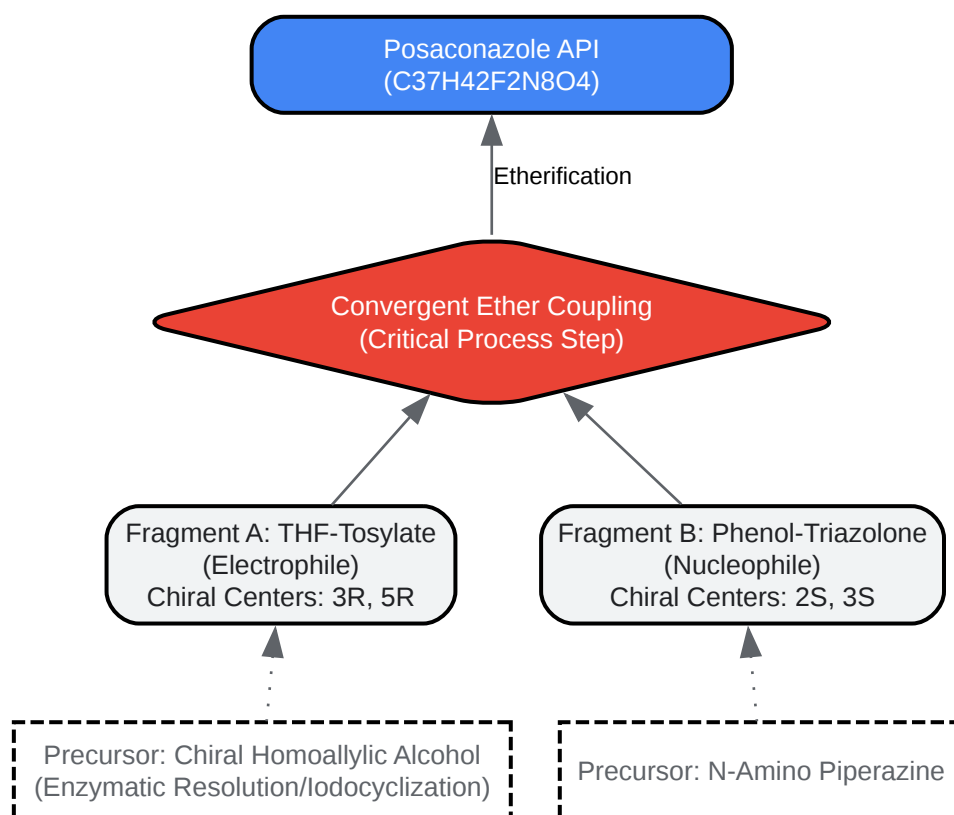 Posaconazole API
(C37H42F2N8O4)
Etherification
Convergent Ether Coupling
(Critical Process Step)
Fragment A: THF-Tosylate
(Electrophile)
Chiral Centers: 3R, 5R
Fragment B: Phenol-Triazolone
(Nucleophile)
Chiral Centers: 2S, 3S
Precursor: Chiral Homoallylic Alcohol
(Enzymatic Resolution/Iodocyclization)
Precursor: N-Amino Piperazine